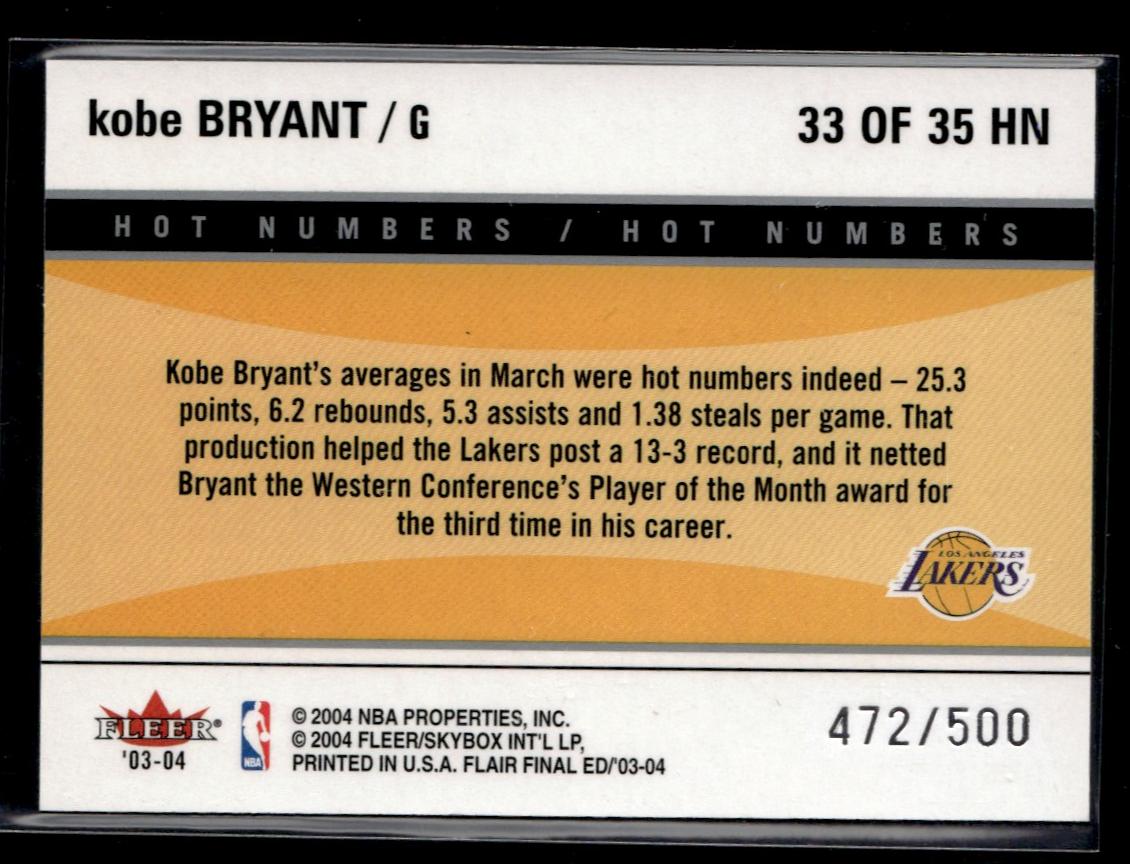 kobe BRYANT / G
33 OF 35 HN
HOT NUMBERS / HOT NUMBERS
Kobe Bryant's averages in March were hot numbers indeed – 25.3
points, 6.2 rebounds, 5.3 assists and 1.38 steals per game. That
production helped the Lakers post a 13-3 record, and it netted
Bryant the Western Conference's Player of the Month award for
the third time in his career.
LOS ANGELES
LAKERS
FLEER®
'03-04
NBA
© 2004 NBA PROPERTIES, INC.
© 2004 FLEER/SKYBOX INT'L LP,
PRINTED IN U.S.A. FLAIR FINAL ED/'03-04
472/500